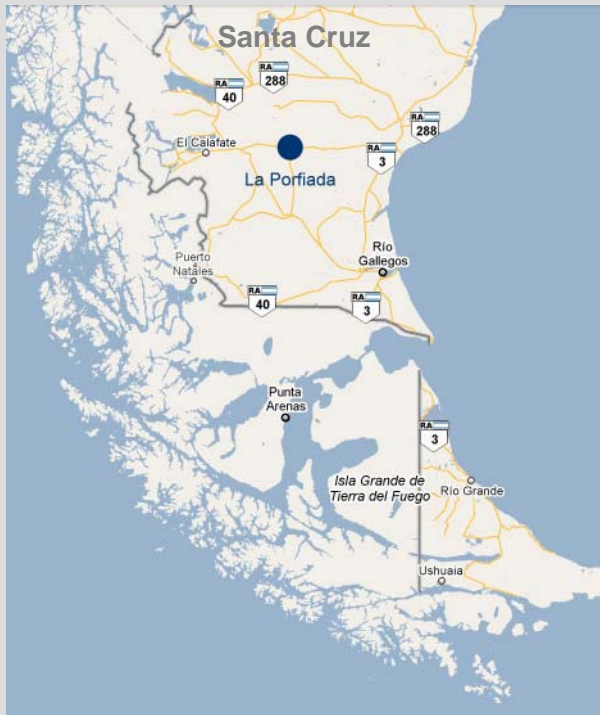 Santa Cruz
RA
288
RA
40
RA
288
El Calafate
RA
3
La Porfiada
Río
Gallegos
Puerto
Natales
RA
40
RA
3
Punta
Arenas
RA
3
Isla Grande de
Tierra del Fuego
Río Grande
Ushuaia